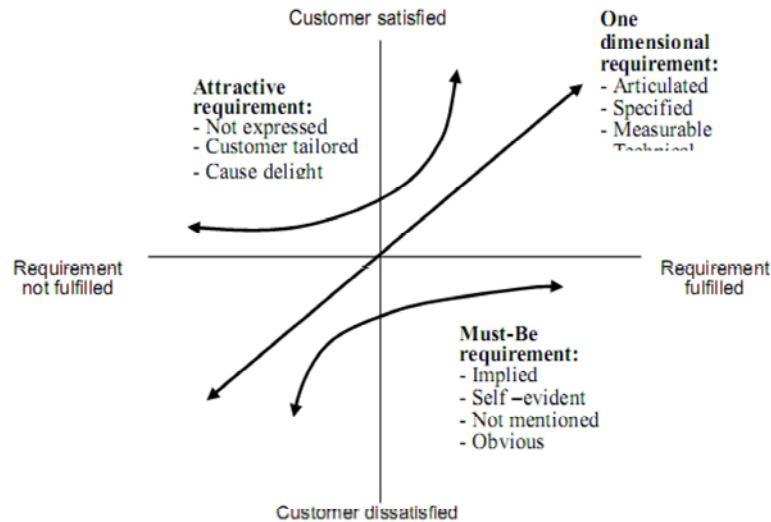 Customer satisfied
One
dimensional
requirement:
- Articulated
- Specified
- Measurable
Attractive
requirement:
- Not expressed
- Customer tailored
- Cause delight
Requirement
not fulfilled
Requirement
fulfilled
Must-Be
requirement:
- Implied
- Self –evident
- Not mentioned
- Obvious
Customer dissatisfied